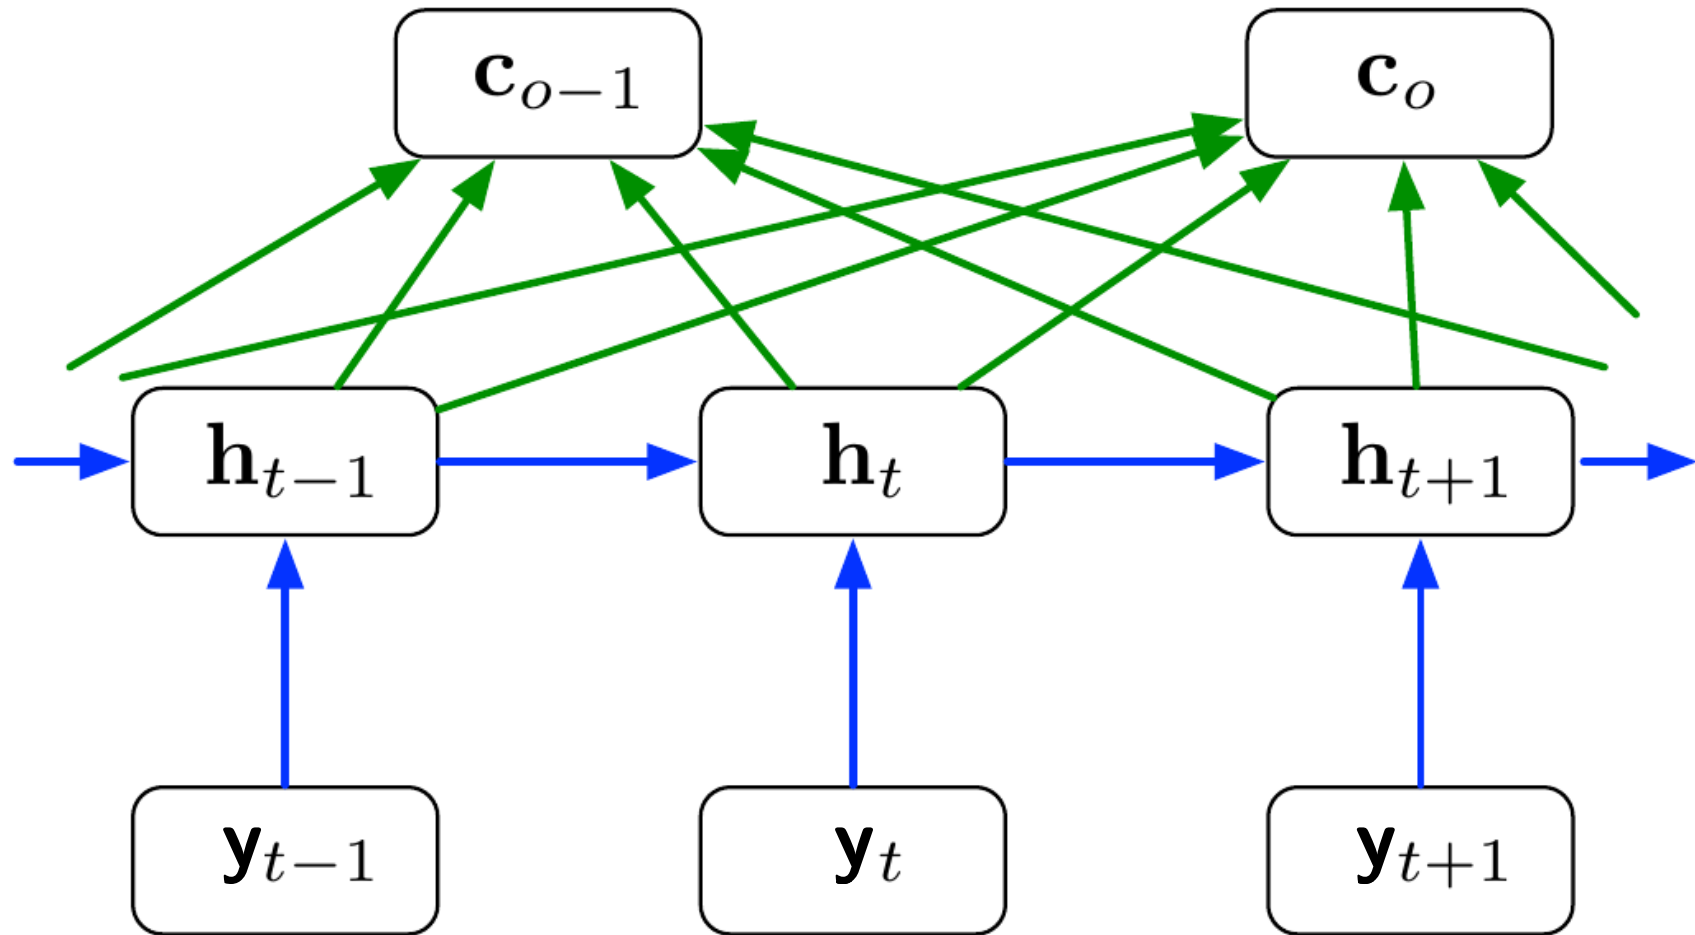 c_{o−1} c_o
h_{t−1} h_t h_{t+1}
y_{t−1} y_t y_{t+1}